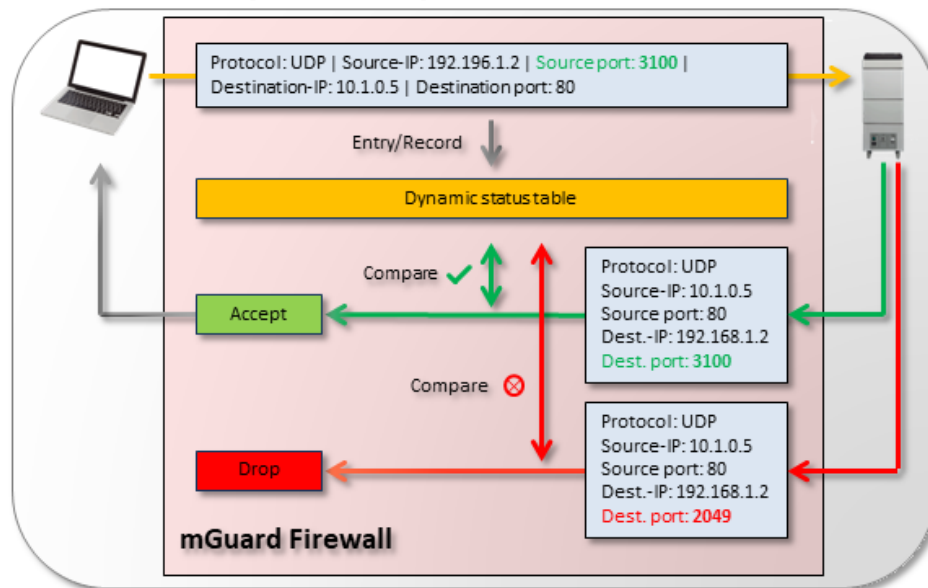 Protocol: UDP | Source-IP: 192.196.1.2 | Source port: 3100 |
Destination-IP: 10.1.0.5 | Destination port: 80
Entry/Record
Dynamic status table
Compare
Protocol: UDP
Source-IP: 10.1.0.5
Source port: 80
Dest.-IP: 192.168.1.2
Dest. port: 3100
Accept
Compare
Protocol: UDP
Source-IP: 10.1.0.5
Source port: 80
Dest.-IP: 192.168.1.2
Dest. port: 2049
Drop
mGuard Firewall